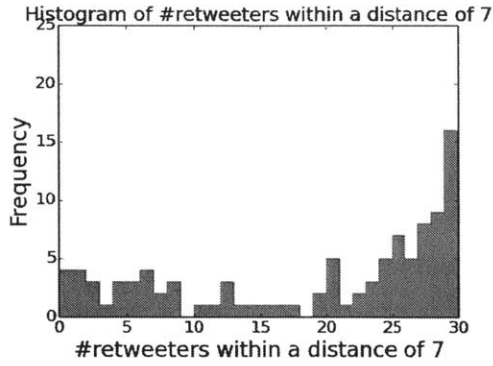 Histogram of #retweeters within a distance of 7
25
20
15
10
5
0
Frequency
0 5 10 15 20 25 30
#retweeters within a distance of 7